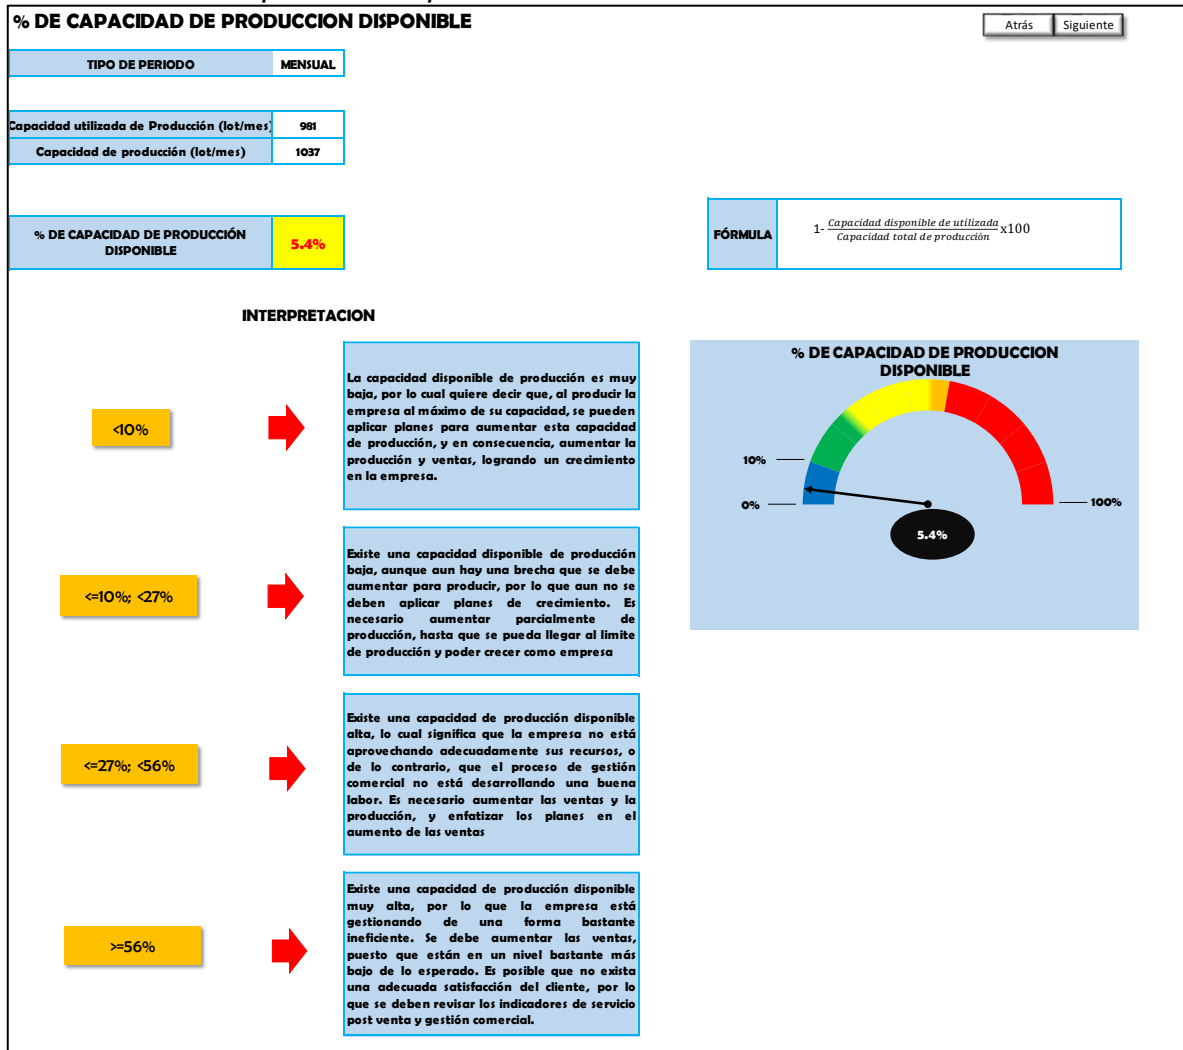 % DE CAPACIDAD DE PRODUCCION DISPONIBLE
Atrás Siguiente
TIPO DE PERIODO MENSUAL
Capacidad utilizada de Producción (lot/mes) 981
Capacidad de producción (lot/mes) 1037
% DE CAPACIDAD DE PRODUCCIÓN
DISPONIBLE
5.4%
FÓRMULA
1- Capacidad disponible de utilizada
Capacidad total de producción
x100
INTERPRETACION
<10%
La capacidad disponible de producción es muy
baja, por lo cual quiere decir que, al producir la
empresa al máximo de su capacidad, se pueden
aplicar planes para aumentar esta capacidad
de producción, y en consecuencia, aumentar la
producción y ventas, logrando un crecimiento
en la empresa.
% DE CAPACIDAD DE PRODUCCION
DISPONIBLE
10%
0%
100%
5.4%
<=10%; <27%
Existe una capacidad disponible de producción
baja, aunque aun hay una brecha que se debe
aumentar para producir, por lo que aun no se
deben aplicar planes de crecimiento. Es
necesario aumentar parcialmente de
producción, hasta que se pueda llegar al limite
de producción y poder crecer como empresa
<=27%; <56%
Existe una capacidad de producción disponible
alta, lo cual significa que la empresa no está
aprovechando adecuadamente sus recursos, o
de lo contrario, que el proceso de gestión
comercial no está desarrollando una buena
labor. Es necesario aumentar las ventas y la
producción, y enfatizar los planes en el
aumento de las ventas
>=56%
Existe una capacidad de producción disponible
muy alta, por lo que la empresa está
gestionando de una forma bastante
ineficiente. Se debe aumentar las ventas,
puesto que están en un nivel bastante más
bajo de lo esperado. Es posible que no exista
una adecuada satisfacción del cliente, por lo
que se deben revisar los indicadores de servicio
post venta y gestión comercial.